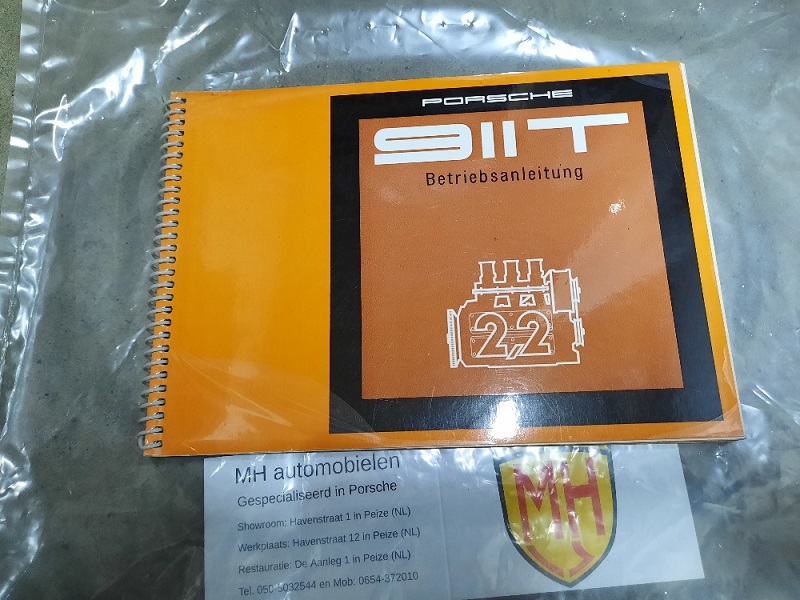 PORSCHE
911T
Betriebsanleitung
2,2
MH automobielen
Gespecialiseerd in Porsche
Showroom: Havenstraat 1 in Peize (NL)
Werkplaats: Havenstraat 12 in Peize (NL)
Restauratie: De Aanleg 1 in Peize (NL)
Tel. 050-5032544 en Mob: 0654-372010
MH